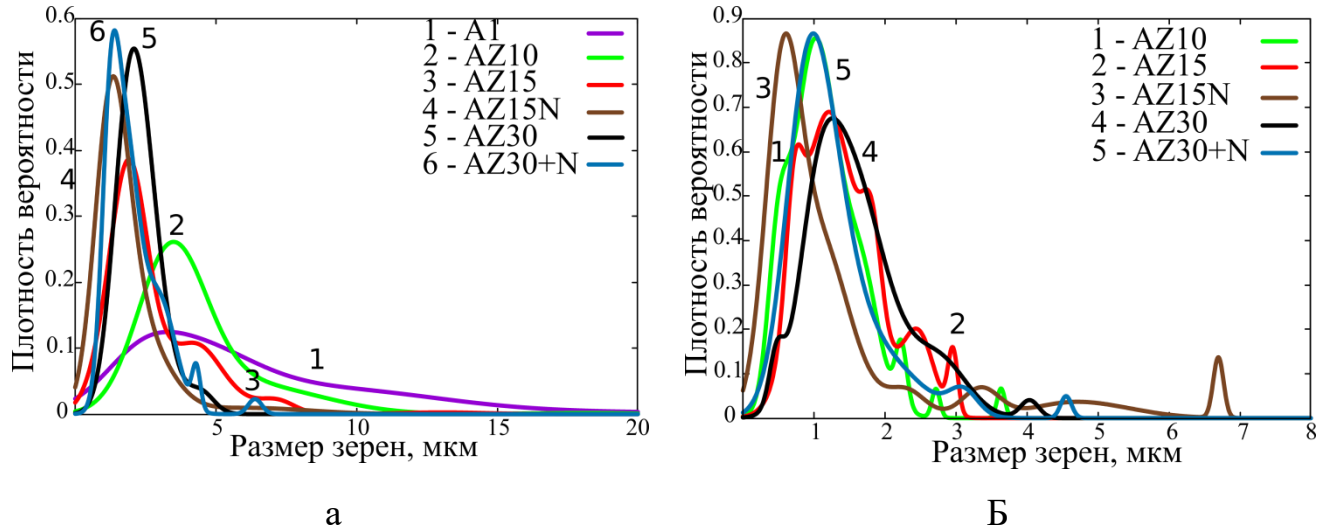 Плотность вероятности
0.6
0.5
0.4
0.3
0.2
0.1
0
5
10
15
20
Размер зерен, мкм
1 - A1
2 - AZ10
3 - AZ15
4 - AZ15N
5 - AZ30
6 - AZ30+N
6
5
4
2
1
3
а
Плотность вероятности
0.9
0.8
0.7
0.6
0.5
0.4
0.3
0.2
0.1
0
1
2
3
4
5
6
7
8
Размер зерен, мкм
1 - AZ10
2 - AZ15
3 - AZ15N
4 - AZ30
5 - AZ30+N
3
5
1
4
2
Б